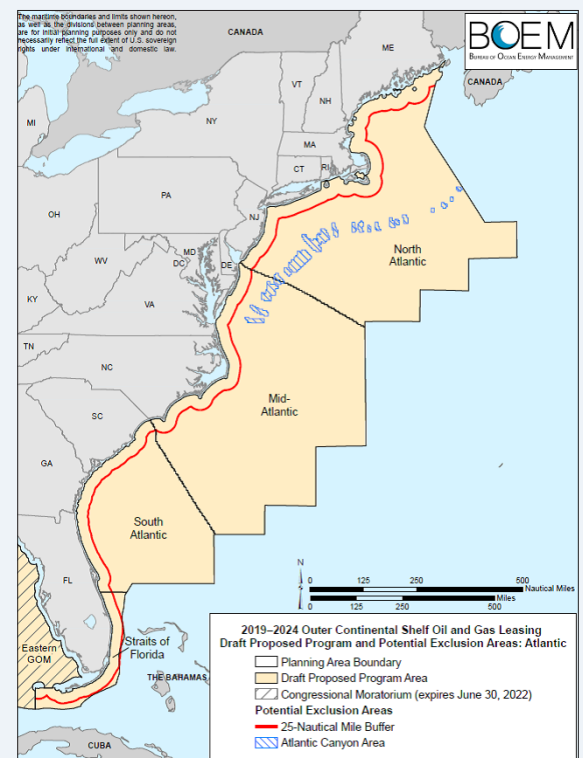 The maritime boundaries and limits shown hereon,
as well as the divisions between planning areas,
are for initial planning purposes only and do not
necessarily reflect the full extent of U.S. sovereign
rights under international and domestic law.
BOEM
BUREAU OF OCEAN ENERGY MANAGEMENT
CANADA
ME
CANADA
VT
NH
MI
NY
MA
CT
RI
PA
NJ
OH
MD
DE
DC
WV
North
Atlantic
KY
VA
TN
NC
Mid-
Atlantic
SC
GA
South
Atlantic
FL
N
0
125
250
500
Nautical Miles
Miles
0
125
250
500
Straits of
Florida
Eastern
GOM
THE BAHAMAS
CUBA
2019–2024 Outer Continental Shelf Oil and Gas Leasing
Draft Proposed Program and Potential Exclusion Areas: Atlantic
Planning Area Boundary
Draft Proposed Program Area
Congressional Moratorium (expires June 30, 2022)
Potential Exclusion Areas
25-Nautical Mile Buffer
Atlantic Canyon Area